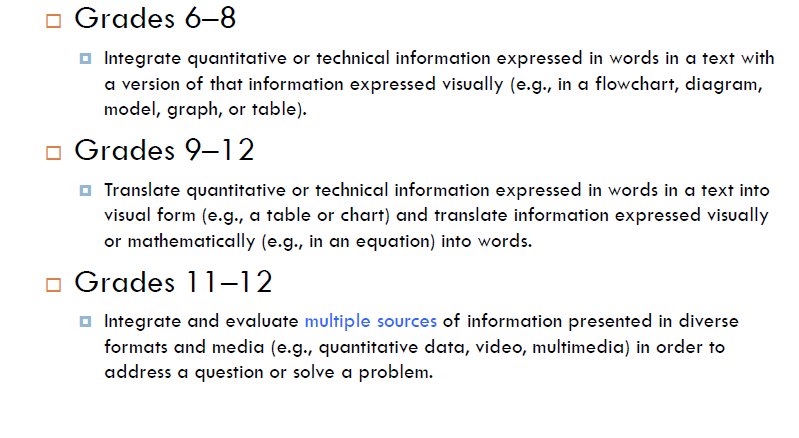 Grades 6–8
Integrate quantitative or technical information expressed in words in a text with
a version of that information expressed visually (e.g., in a flowchart, diagram,
model, graph, or table).
Grades 9–12
Translate quantitative or technical information expressed in words in a text into
visual form (e.g., a table or chart) and translate information expressed visually
or mathematically (e.g., in an equation) into words.
Grades 11–12
Integrate and evaluate multiple sources of information presented in diverse
formats and media (e.g., quantitative data, video, multimedia) in order to
address a question or solve a problem.